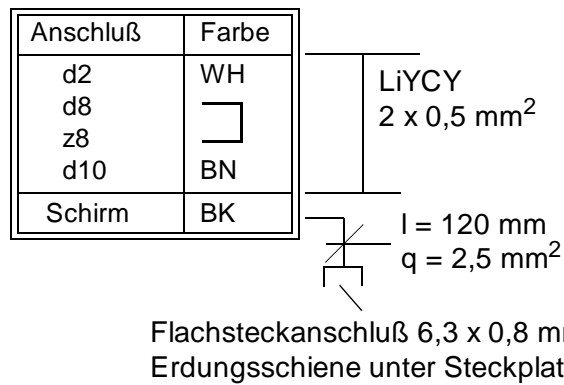 Anschluß Farbe
d2 WH
d8
z8
d10 BN
Schirm BK
LiYCY
2 x 0,5 mm²
l = 120 mm
q = 2,5 mm²
Flachsteckanschluß 6,3 x 0,8
Erdungsschiene unter